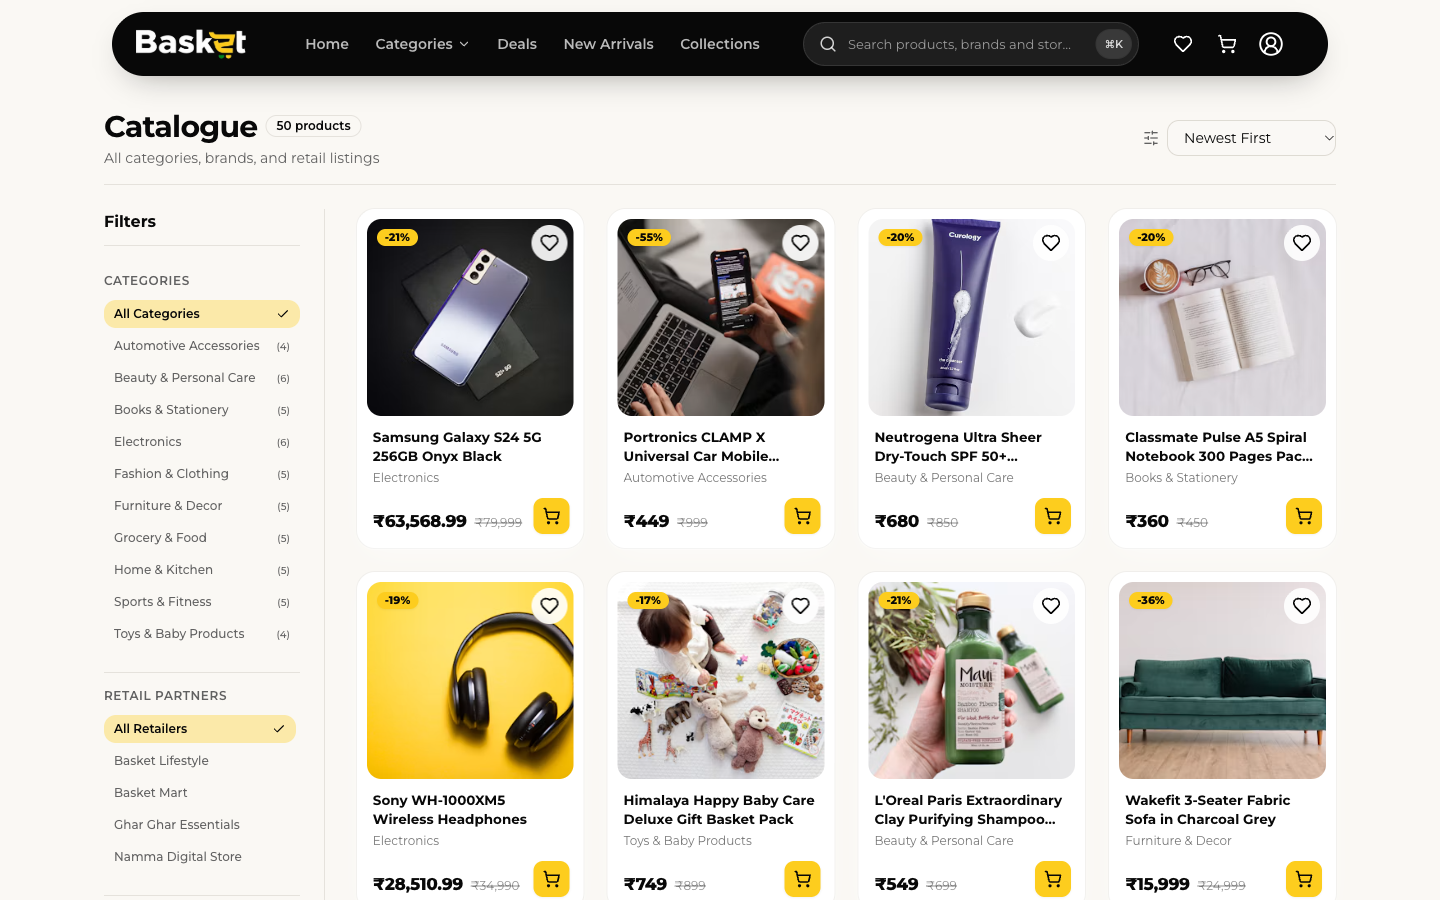 Basket
Home Categories Deals New Arrivals Collections
Search products, brands and stor... ⌘K
Catalogue 50 products
All categories, brands, and retail listings
Newest First
Filters
CATEGORIES
All Categories
Automotive Accessories (4)
Beauty & Personal Care (6)
Books & Stationery (5)
Electronics (6)
Fashion & Clothing (5)
Furniture & Decor (5)
Grocery & Food (5)
Home & Kitchen (5)
Sports & Fitness (5)
Toys & Baby Products (4)
RETAIL PARTNERS
All Retailers
Basket Lifestyle
Basket Mart
Ghar Ghar Essentials
Namma Digital Store
-21%
SAMSUNG
Samsung Galaxy S24 5G
256GB Onyx Black
Electronics
₹63,568.99 ₹79,999
-55%
Portronics CLAMP X
Universal Car Mobile...
Automotive Accessories
₹449 ₹999
-20%
Curology
Neutrogena Ultra Sheer
Dry-Touch SPF 50+...
Beauty & Personal Care
₹680 ₹850
-20%
Classmate Pulse A5 Spiral
Notebook 300 Pages Pac...
Books & Stationery
₹360 ₹450
-19%
Sony WH-1000XM5
Wireless Headphones
Electronics
₹28,510.99 ₹34,990
-17%
Himalaya Happy Baby Care
Deluxe Gift Basket Pack
Toys & Baby Products
₹749 ₹899
-21%
Maui
MOISTURE
Bamboo Fibers
SHAMPOO
L'Oreal Paris Extraordinary
Clay Purifying Shampoo...
Beauty & Personal Care
₹549 ₹699
-36%
Wakefit 3-Seater Fabric
Sofa in Charcoal Grey
Furniture & Decor
₹15,999 ₹24,999